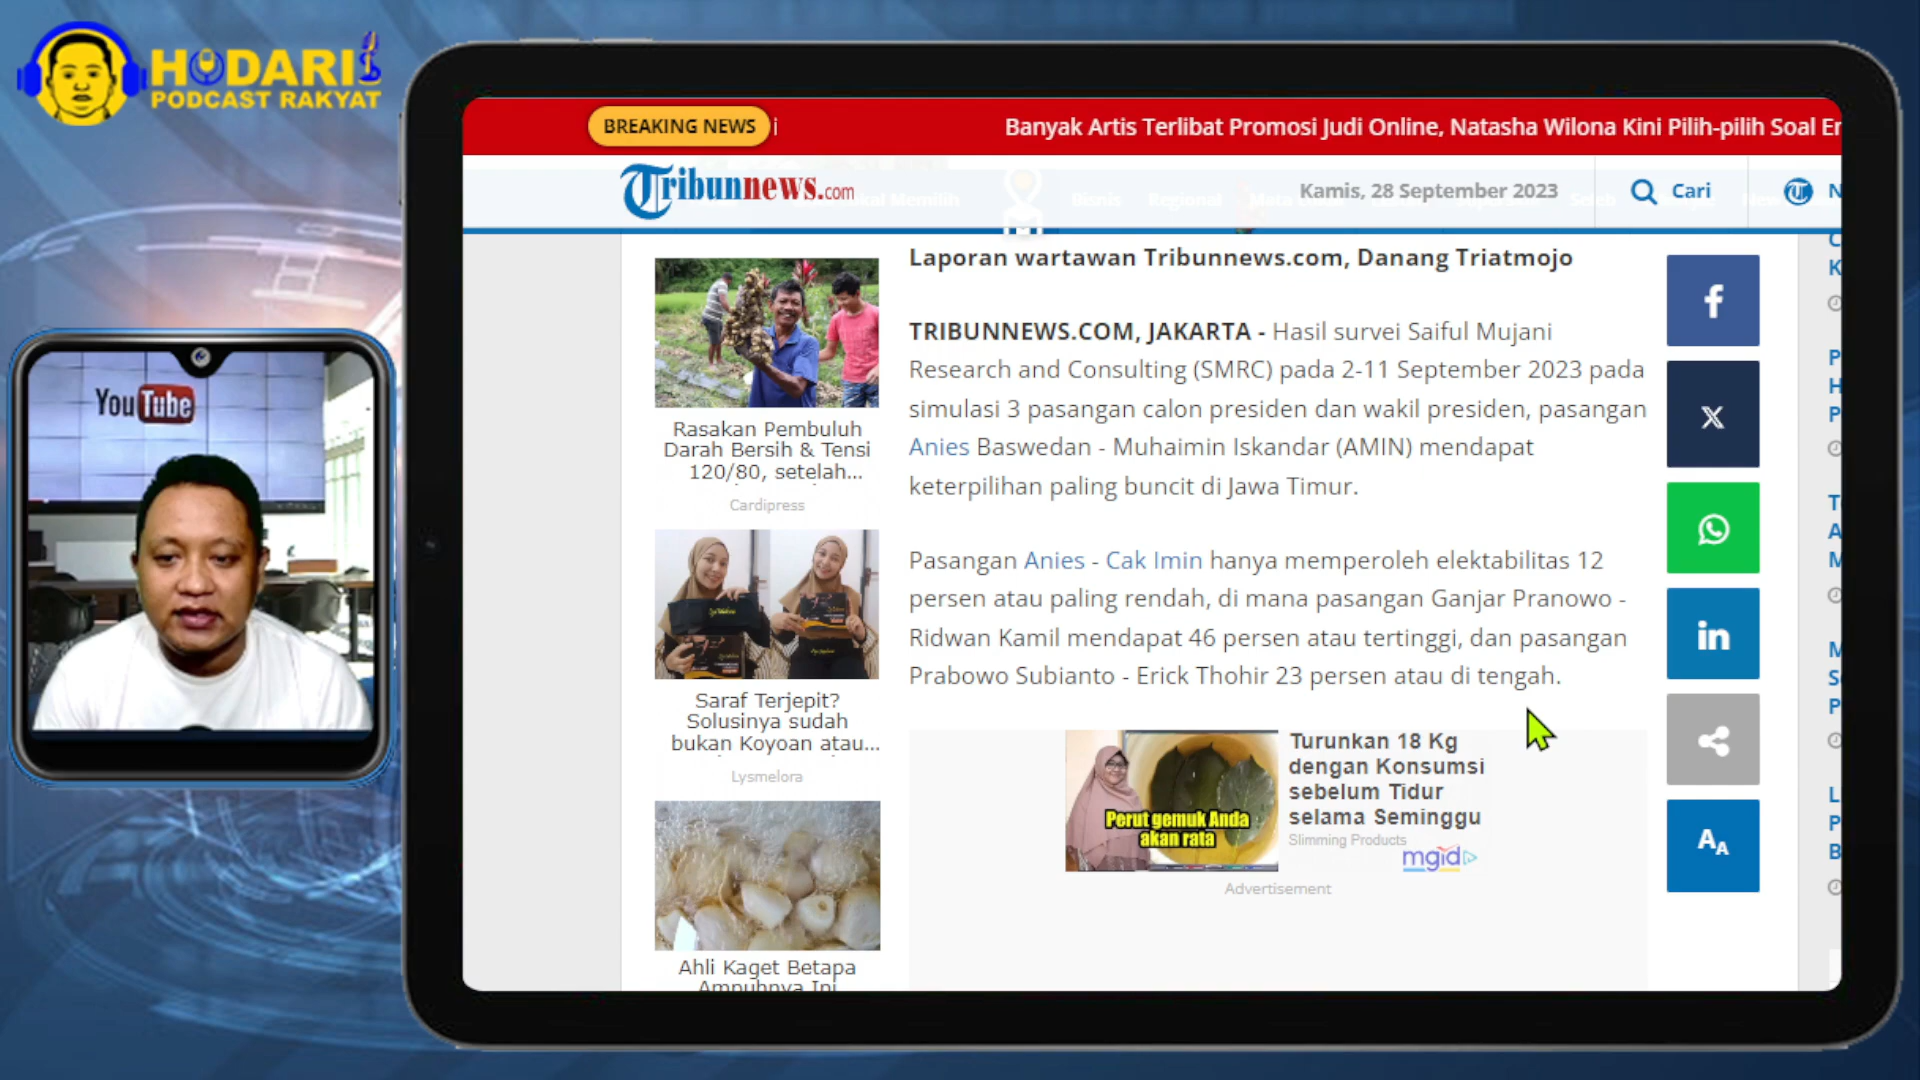 HODARI
PODCAST RAKYAT
BREAKING NEWS
i
Banyak Artis Terlibat Promosi Judi Online, Natasha Wilona Kini Pilih-pilih Soal Er
Tribunnews.com
Kamis, 28 September 2023
Cari
N
Bisnis
Regional
Laporan wartawan Tribunnews.com, Danang Triatmojo
TRIBUNNEWS.COM, JAKARTA - Hasil survei Saiful Mujani
Research and Consulting (SMRC) pada 2-11 September 2023 pada
simulasi 3 pasangan calon presiden dan wakil presiden, pasangan
Anies Baswedan - Muhaimin Iskandar (AMIN) mendapat
keterpilihan paling buncit di Jawa Timur.
Pasangan Anies - Cak Imin hanya memperoleh elektabilitas 12
persen atau paling rendah, di mana pasangan Ganjar Pranowo -
Ridwan Kamil mendapat 46 persen atau tertinggi, dan pasangan
Prabowo Subianto - Erick Thohir 23 persen atau di tengah.
Perut gemuk Anda
akan rata
Turunkan 18 Kg
dengan Konsumsi
sebelum Tidur
selama Seminggu
Slimming Products
mgid
Advertisement
Rasakan Pembuluh
Darah Bersih & Tensi
120/80, setelah...
Cardipress
Saraf Terjepit?
Solusinya sudah
bukan Koyoan atau...
Lysmelora
Ahli Kaget Betapa
Ampuhnya Ini
YouTube
f
X
in
AA